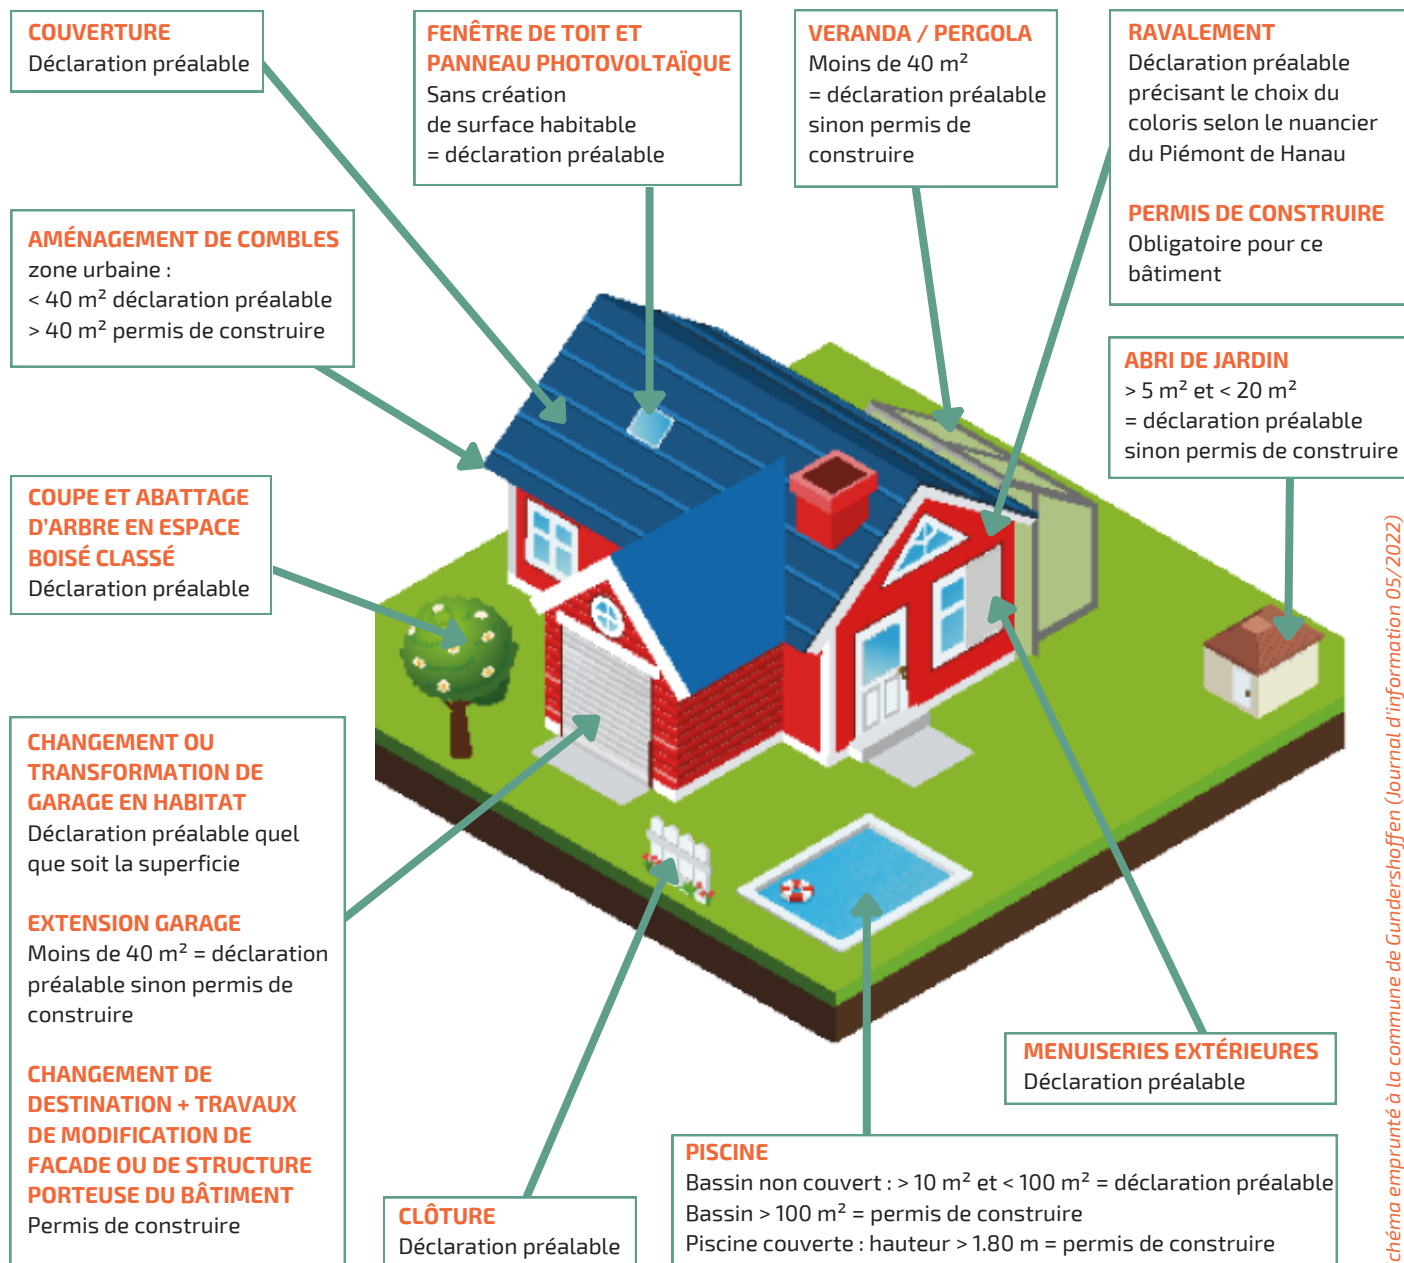 COUVERTURE
Déclaration préalable
FENÊTRE DE TOIT ET
PANNEAU PHOTOVOLTAÏQUE
Sans création
de surface habitable
= déclaration préalable
VERANDA / PERGOLA
Moins de 40 m²
= déclaration préalable
sinon permis de
construire
RAVALEMENT
Déclaration préalable
précisant le choix du
coloris selon le nuancier
du Piémont de Hanau
PERMIS DE CONSTRUIRE
Obligatoire pour ce
bâtiment
AMÉNAGEMENT DE COMBLES
zone urbaine :
< 40 m² déclaration préalable
> 40 m² permis de construire
ABRI DE JARDIN
> 5 m² et < 20 m²
= déclaration préalable
sinon permis de construire
COUPE ET ABATTAGE
D'ARBRE EN ESPACE
BOISÉ CLASSÉ
Déclaration préalable
CHANGEMENT OU
TRANSFORMATION DE
GARAGE EN HABITAT
Déclaration préalable quel
que soit la superficie
EXTENSION GARAGE
Moins de 40 m² = déclaration
préalable sinon permis de
construire
CHANGEMENT DE
DESTINATION + TRAVAUX
DE MODIFICATION DE
FACADE OU DE STRUCTURE
PORTEUSE DU BÂTIMENT
Permis de construire
CLÔTURE
Déclaration préalable
MENUISERIES EXTÉRIEURES
Déclaration préalable
PISCINE
Bassin non couvert : > 10 m² et < 100 m² = déclaration préalable
Bassin > 100 m² = permis de construire
Piscine couverte : hauteur > 1.80 m = permis de construire
chéma emprunté à la commune de Gundershoffen (Journal d'information 05/2022)